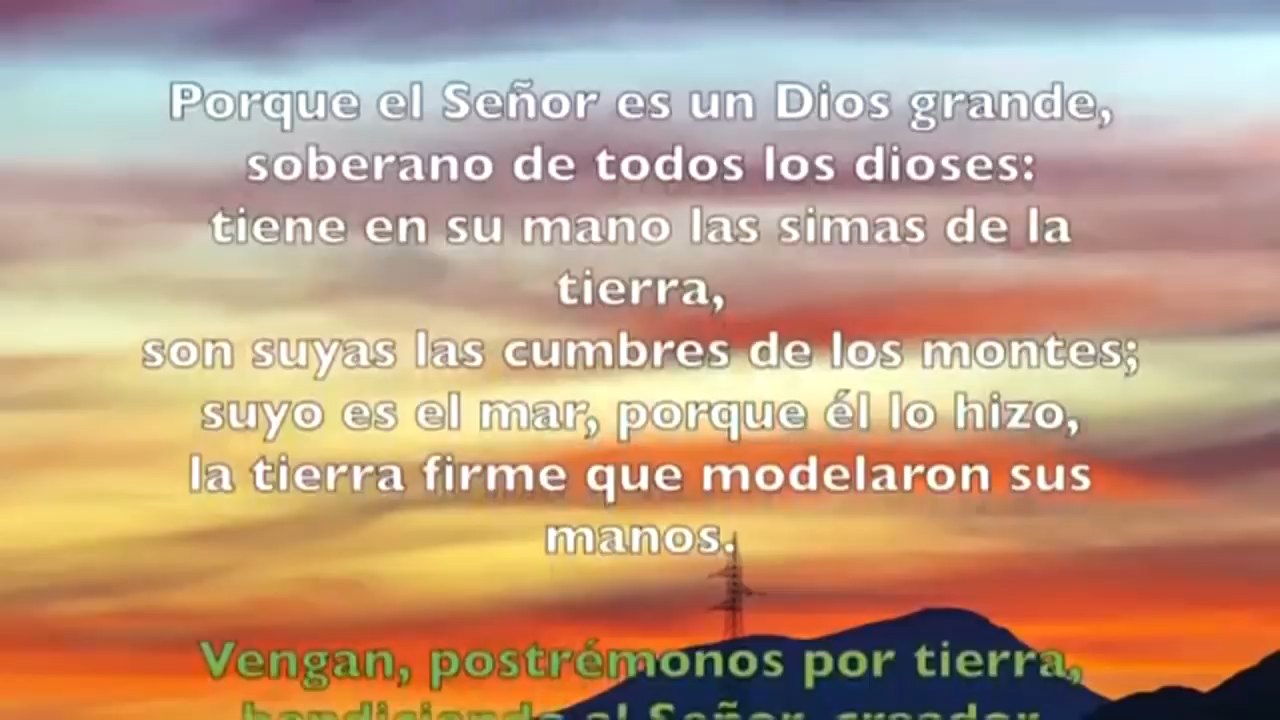 Porque el Señor es un Dios grande,
soberano de todos los dioses:
tiene en su mano las simas de la
tierra,
son suyas las cumbres de los montes;
suyo es el mar, porque él lo hizo,
la tierra firme que modelaron sus
manos.
Vengan, postrémonos por tierra,
bendiciendo al Señor, creador